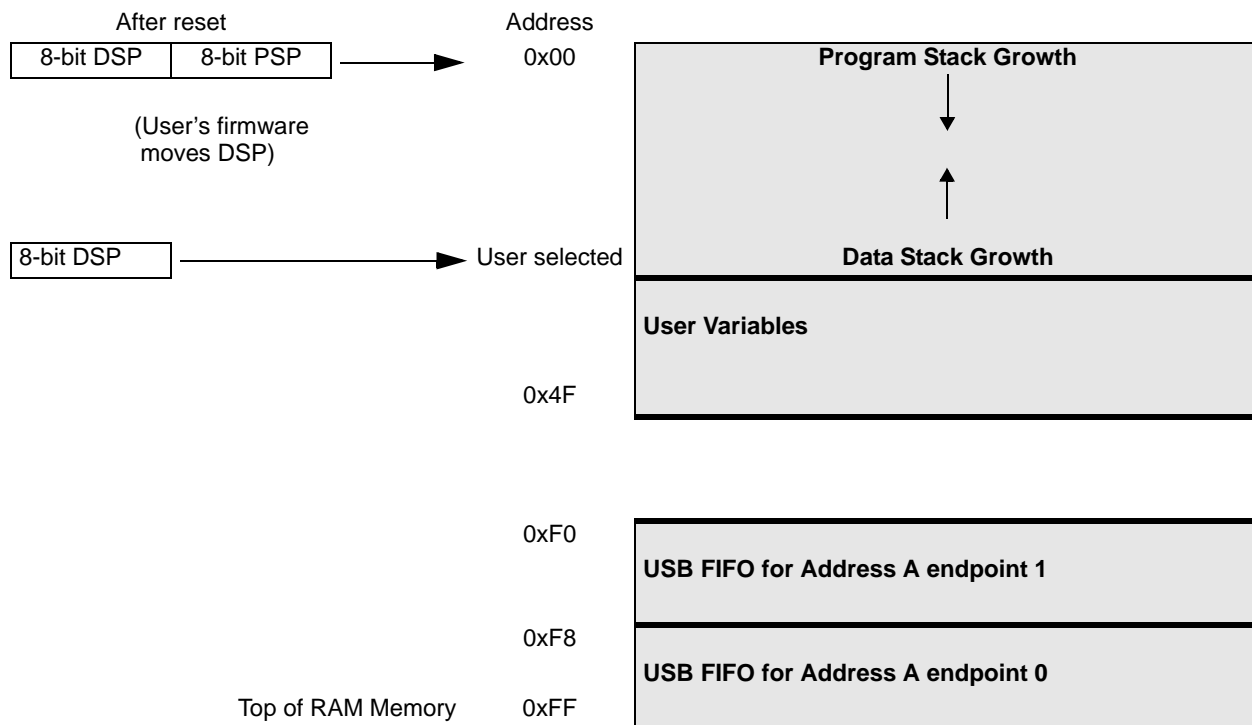 After reset Address
8-bit DSP 8-bit PSP 0x00 Program Stack Growth
(User's firmware
moves DSP)
8-bit DSP User selected Data Stack Growth
User Variables
0x4F
0xF0
USB FIFO for Address A endpoint 1
0xF8
USB FIFO for Address A endpoint 0
Top of RAM Memory 0xFF